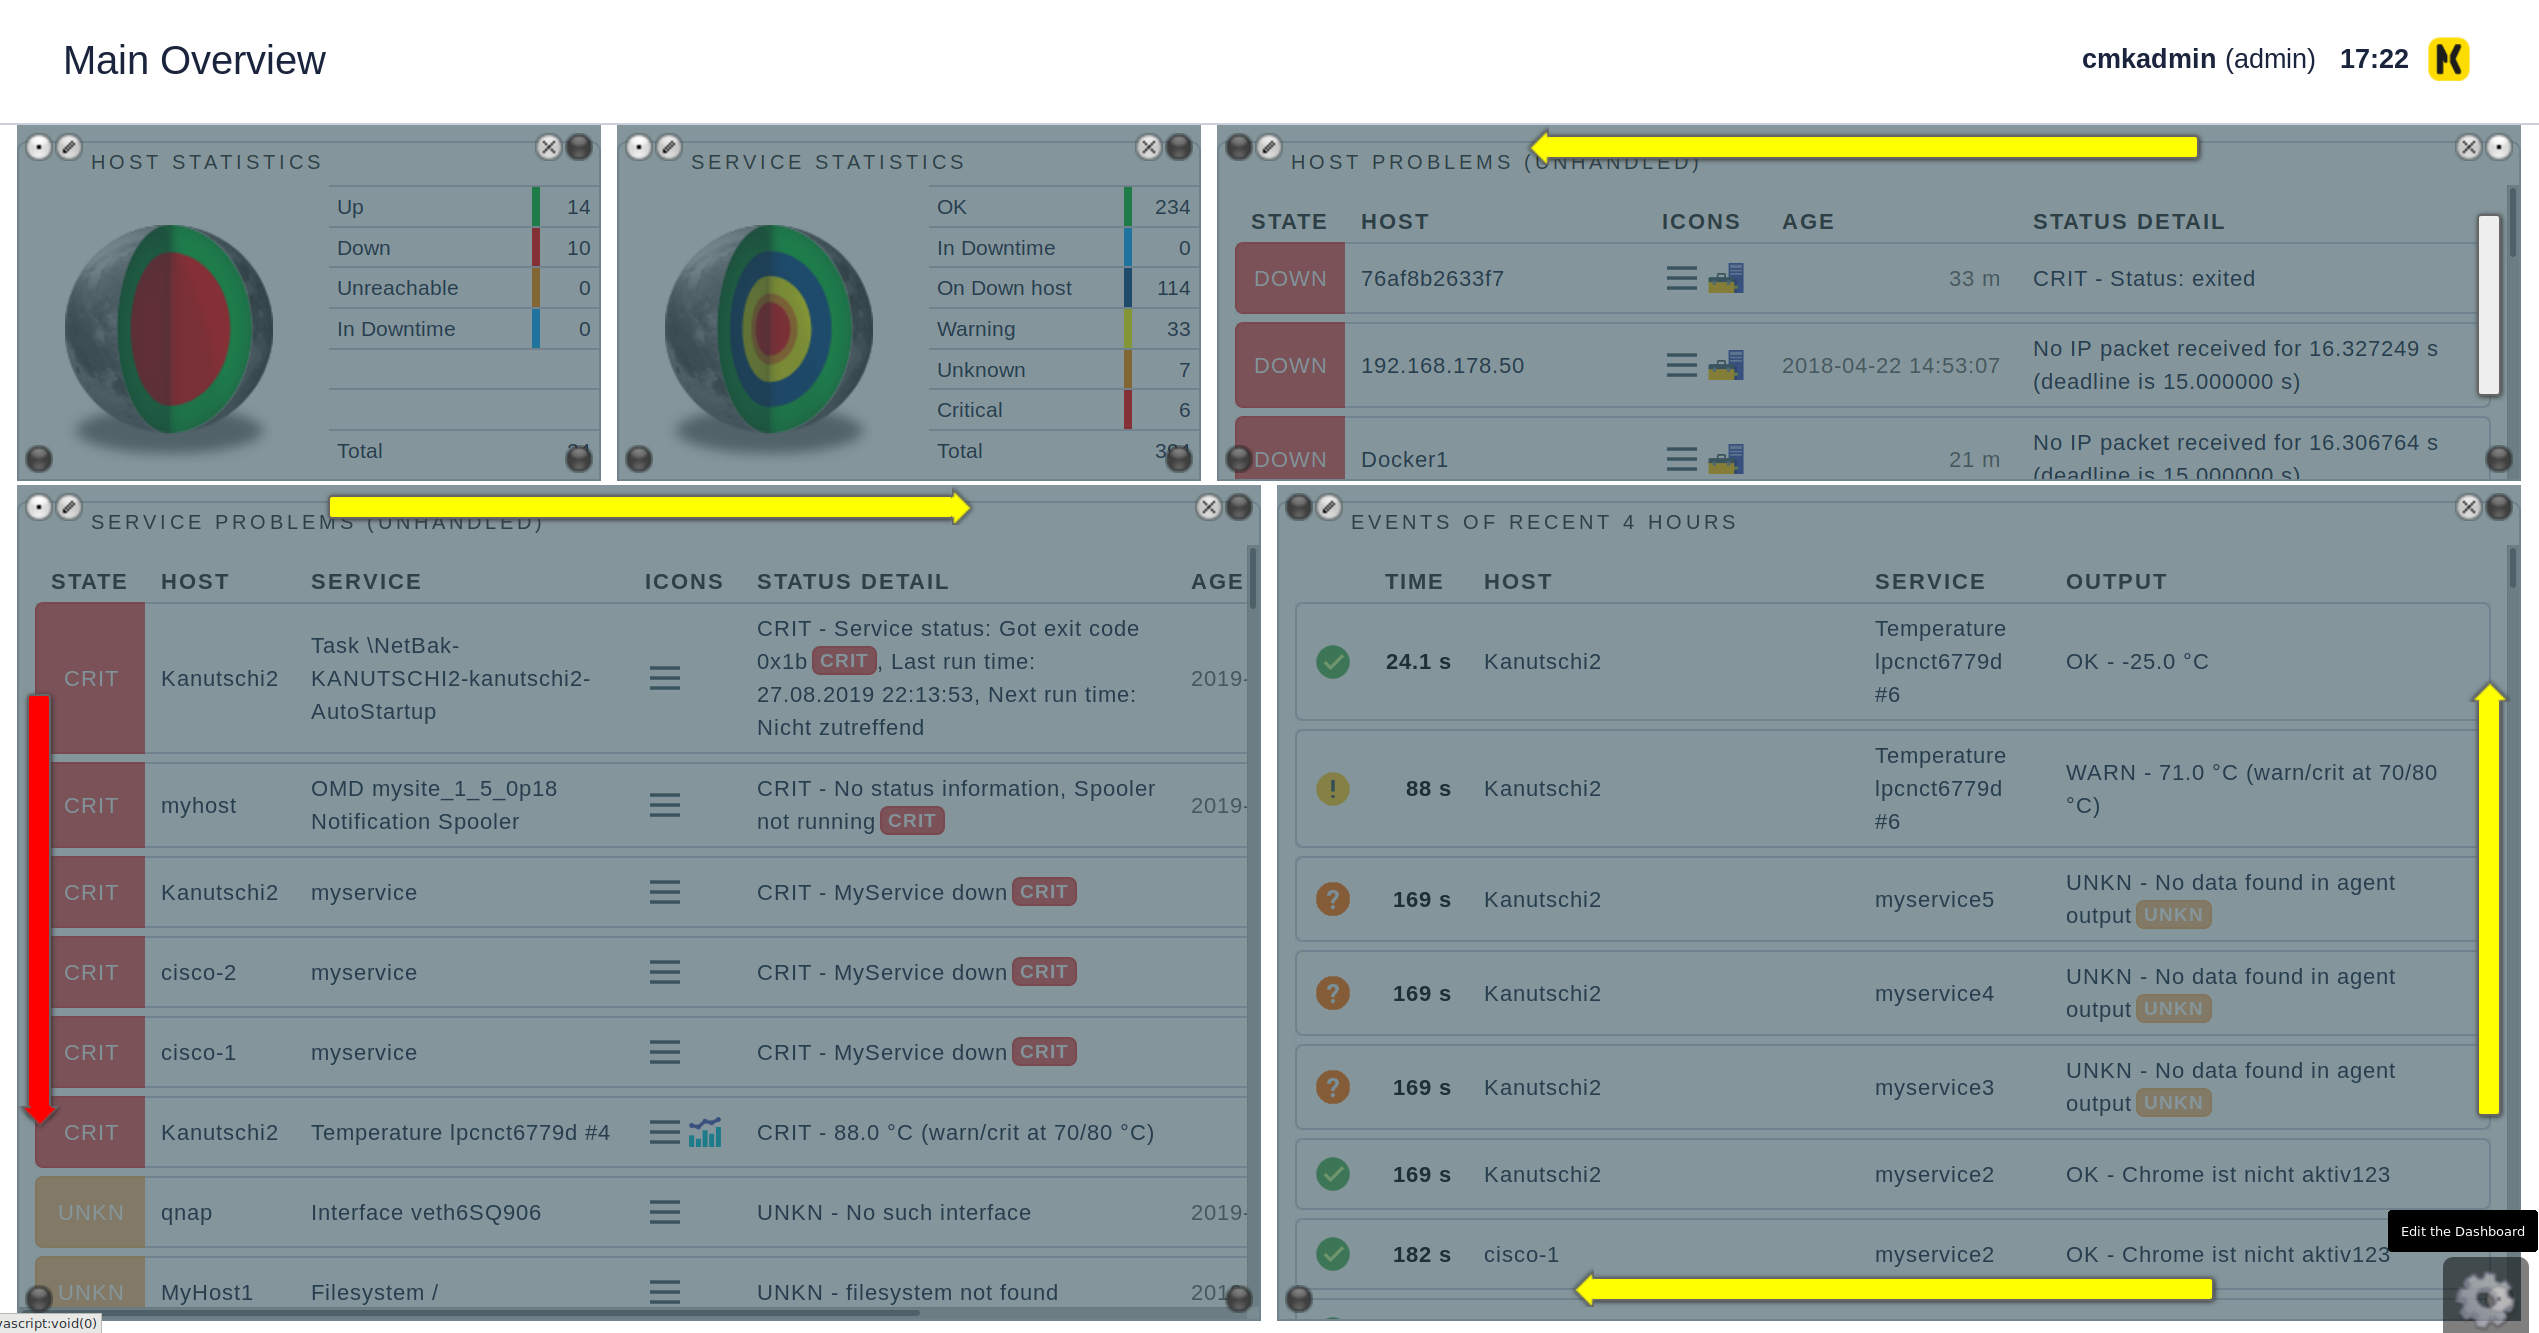 Main Overview
cmkadmin (admin) 17:22
HOST STATISTICS
Up 14
Down 10
Unreachable 0
In Downtime 0
Total
SERVICE STATISTICS
OK 234
In Downtime 0
On Down host 114
Warning 33
Unknown 7
Critical 6
Total
HOST PROBLEMS (UNHANDLED)
STATE HOST ICONS AGE STATUS DETAIL
DOWN 76af8b2633f7 33 m CRIT - Status: exited
DOWN 192.168.178.50 2018-04-22 14:53:07 No IP packet received for 16.327249 s
(deadline is 15.000000 s)
DOWN Docker1 21 m No IP packet received for 16.306764 s
(deadline is 15.000000 s)
SERVICE PROBLEMS (UNHANDLED)
STATE HOST SERVICE ICONS STATUS DETAIL AGE
CRIT Kanutschi2 Task \NetBak-
KANUTSCHI2-kanutschi2-
AutoStartup
CRIT - Service status: Got exit code
0x1b CRIT, Last run time:
27.08.2019 22:13:53, Next run time:
Nicht zutreffend
2019-
CRIT myhost OMD mysite_1_5_0p18
Notification Spooler
CRIT - No status information, Spooler
not running CRIT
2019-
CRIT Kanutschi2 myservice CRIT - MyService down CRIT
CRIT cisco-2 myservice CRIT - MyService down CRIT
CRIT cisco-1 myservice CRIT - MyService down CRIT
CRIT Kanutschi2 Temperature lpcnct6779d #4 CRIT - 88.0 °C (warn/crit at 70/80 °C)
UNKN qnap Interface veth6SQ906 UNKN - No such interface 2019-
UNKN MyHost1 Filesystem / UNKN - filesystem not found
EVENTS OF RECENT 4 HOURS
TIME HOST SERVICE OUTPUT
24.1 s Kanutschi2 Temperature
lpcnct6779d
#6
OK - -25.0 °C
88 s Kanutschi2 Temperature
lpcnct6779d
#6
WARN - 71.0 °C (warn/crit at 70/80
°C)
169 s Kanutschi2 myservice5 UNKN - No data found in agent
output UNKN
169 s Kanutschi2 myservice4 UNKN - No data found in agent
output UNKN
169 s Kanutschi2 myservice3 UNKN - No data found in agent
output UNKN
169 s Kanutschi2 myservice2 OK - Chrome ist nicht aktiv123
182 s cisco-1 myservice2 OK - Chrome ist nicht aktiv123
Edit the Dashboard
vascript:void(0)